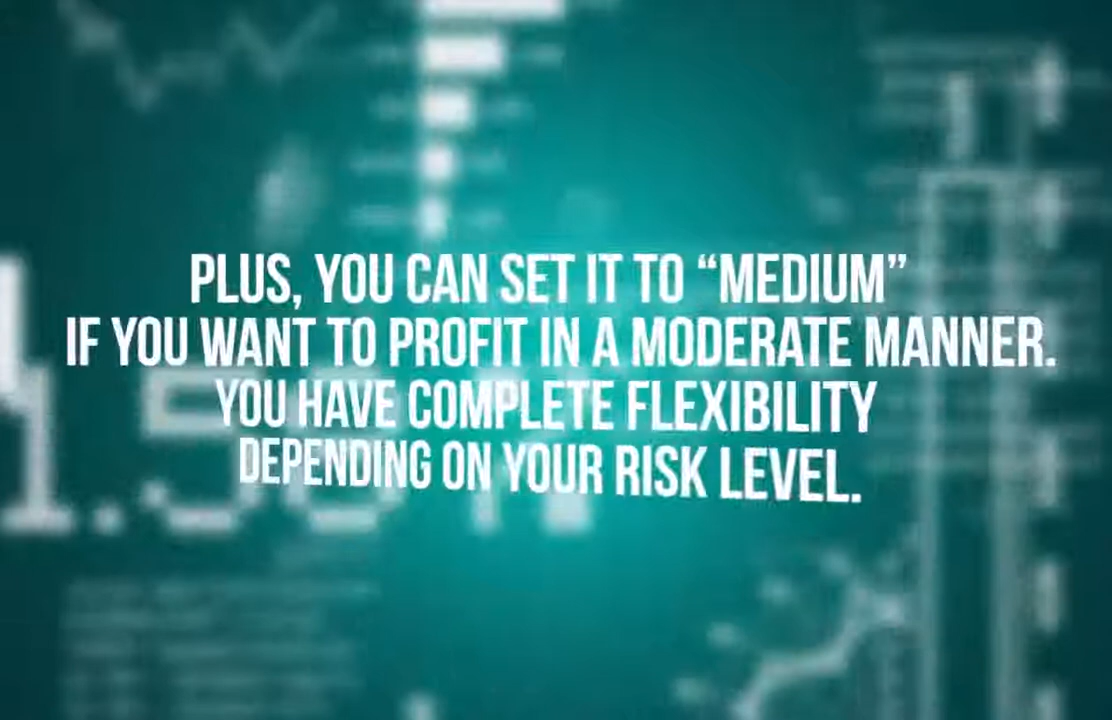 PLUS, YOU CAN SET IT TO “MEDIUM”
IF YOU WANT TO PROFIT IN A MODERATE MANNER.
YOU HAVE COMPLETE FLEXIBILITY
DEPENDING ON YOUR RISK LEVEL.